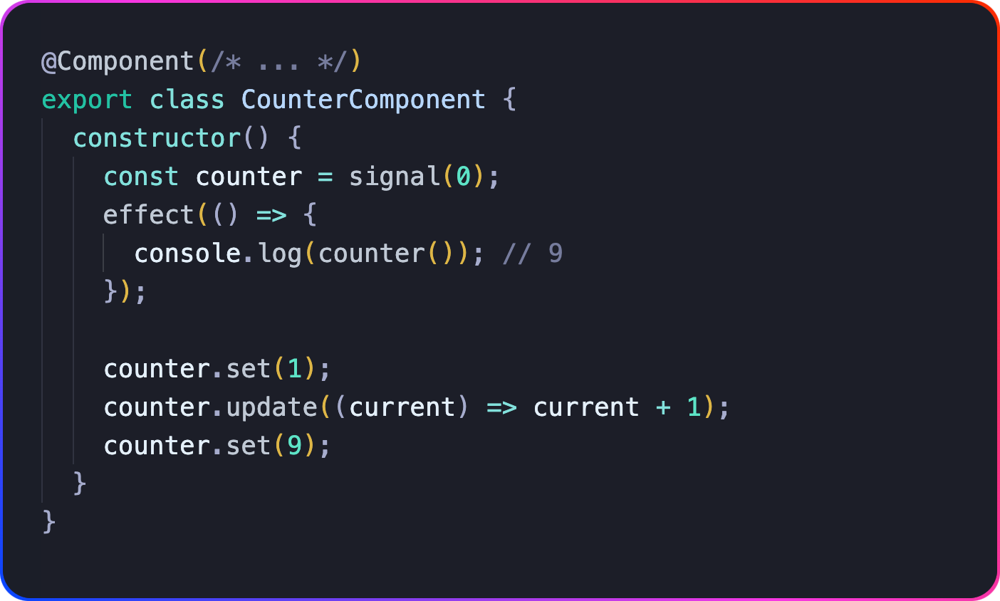 @Component(/* ... */)
export class CounterComponent {
  constructor() {
    const counter = signal(0);
    effect(() => {
      console.log(counter()); // 9
    });

    counter.set(1);
    counter.update((current) => current + 1);
    counter.set(9);
  }
}